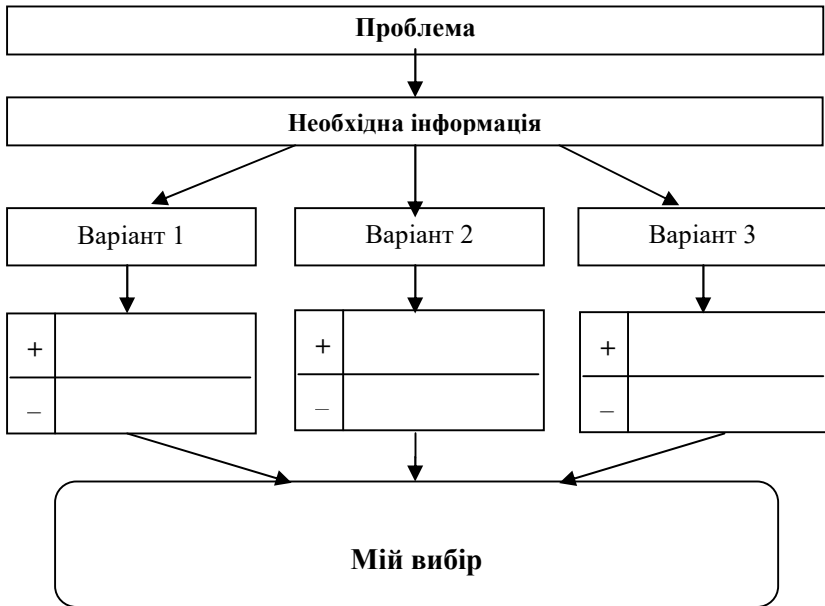 Проблема
Необхідна інформація
Варіант 1
Варіант 2
Варіант 3
+
+
+
–
–
–
Мій вибір